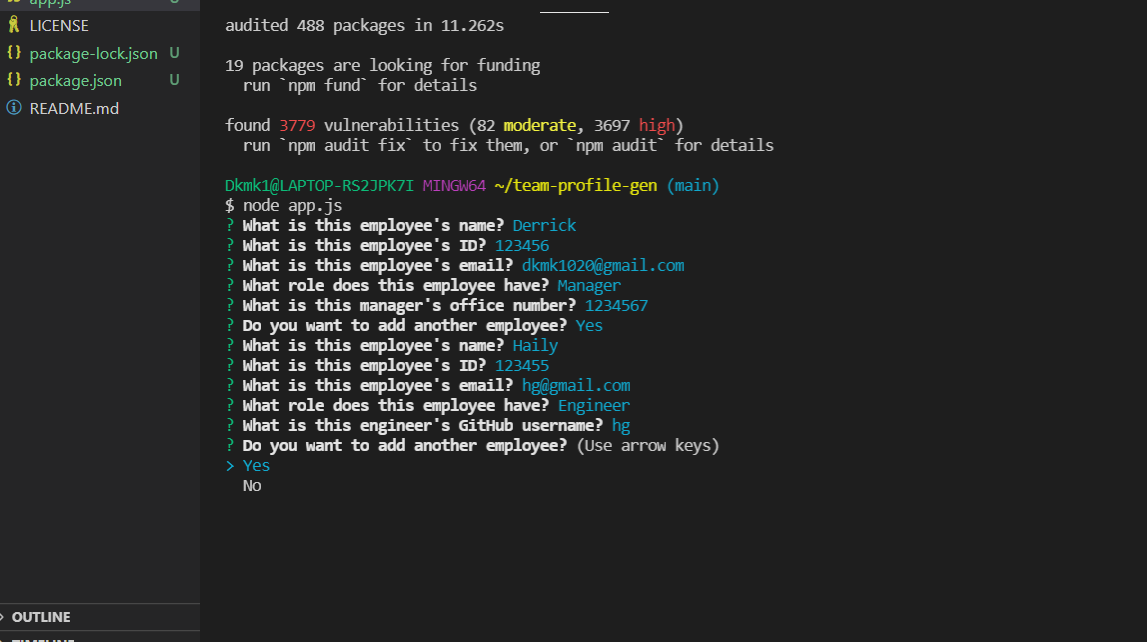 app.js
LICENSE
package-lock.json U
package.json U
README.md
OUTLINE
TIMELINE
audited 488 packages in 11.262s
19 packages are looking for funding
run `npm fund` for details
found 3779 vulnerabilities (82 moderate, 3697 high)
run `npm audit fix` to fix them, or `npm audit` for details
Dkmk1@LAPTOP-RS2JPK7I MINGW64 ~/team-profile-gen (main)
$ node app.js
? What is this employee's name? Derrick
? What is this employee's ID? 123456
? What is this employee's email? dkmk1020@gmail.com
? What role does this employee have? Manager
? What is this manager's office number? 1234567
? Do you want to add another employee? Yes
? What is this employee's name? Haily
? What is this employee's ID? 123455
? What is this employee's email? hg@gmail.com
? What role does this employee have? Engineer
? What is this engineer's GitHub username? hg
? Do you want to add another employee? (Use arrow keys)
> Yes
No